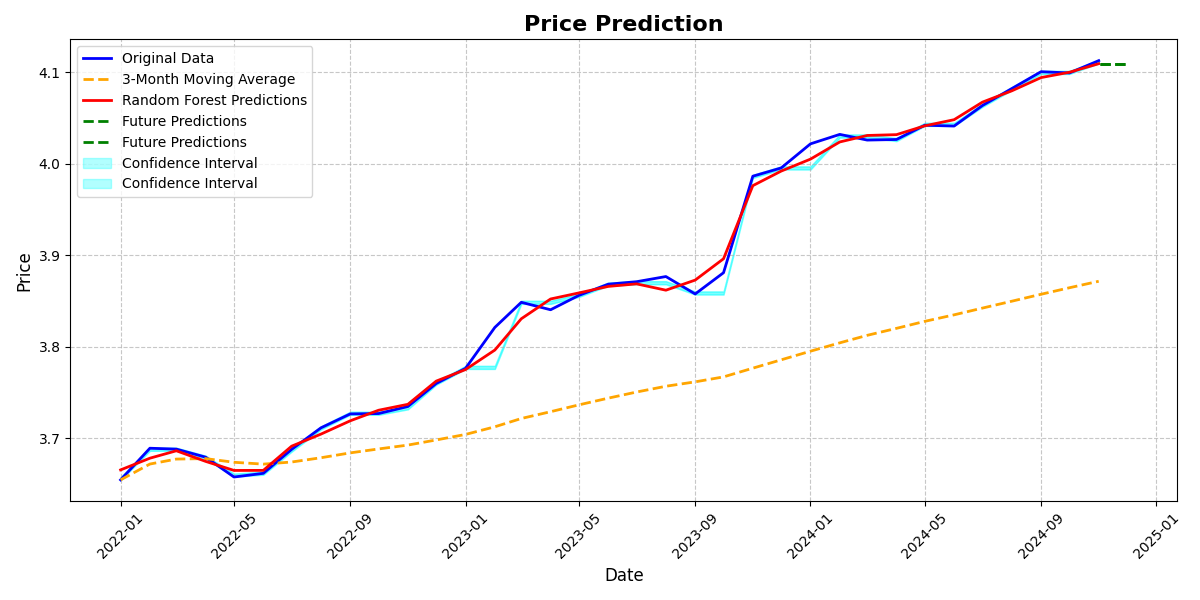 Price Prediction
Original Data
3-Month Moving Average
Random Forest Predictions
Future Predictions
Future Predictions
Confidence Interval
Confidence Interval
Price
4.1
4.0
3.9
3.8
3.7
2022-01
2022-05
2022-09
2023-01
2023-05
2023-09
2024-01
2024-05
2024-09
2025-01
Date